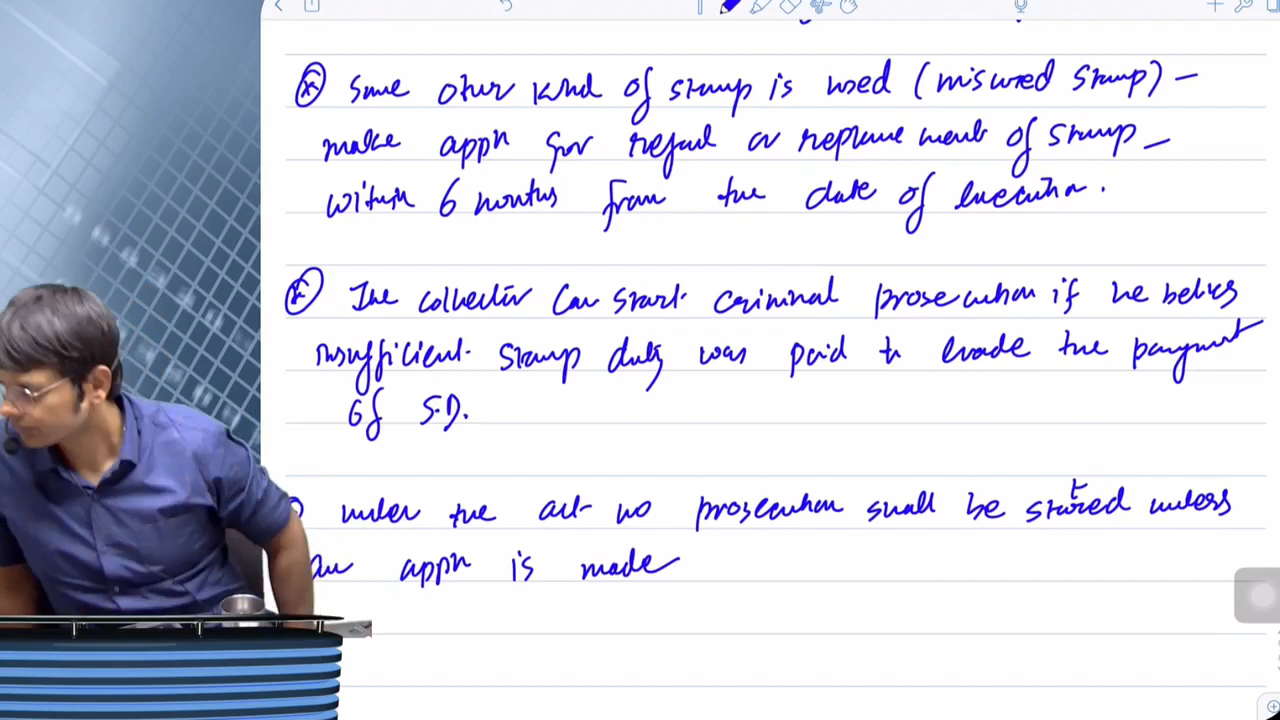 Some other kind of stamp is used (misused stamp) -
make appn for refund or replacement of stamp -
within 6 months from the date of execution.
The collector can start criminal prosecution if he belives
insufficient stamp duty was paid to evade the payment
of S.D.
under the act no prosecution shall be started unless
an appn is made